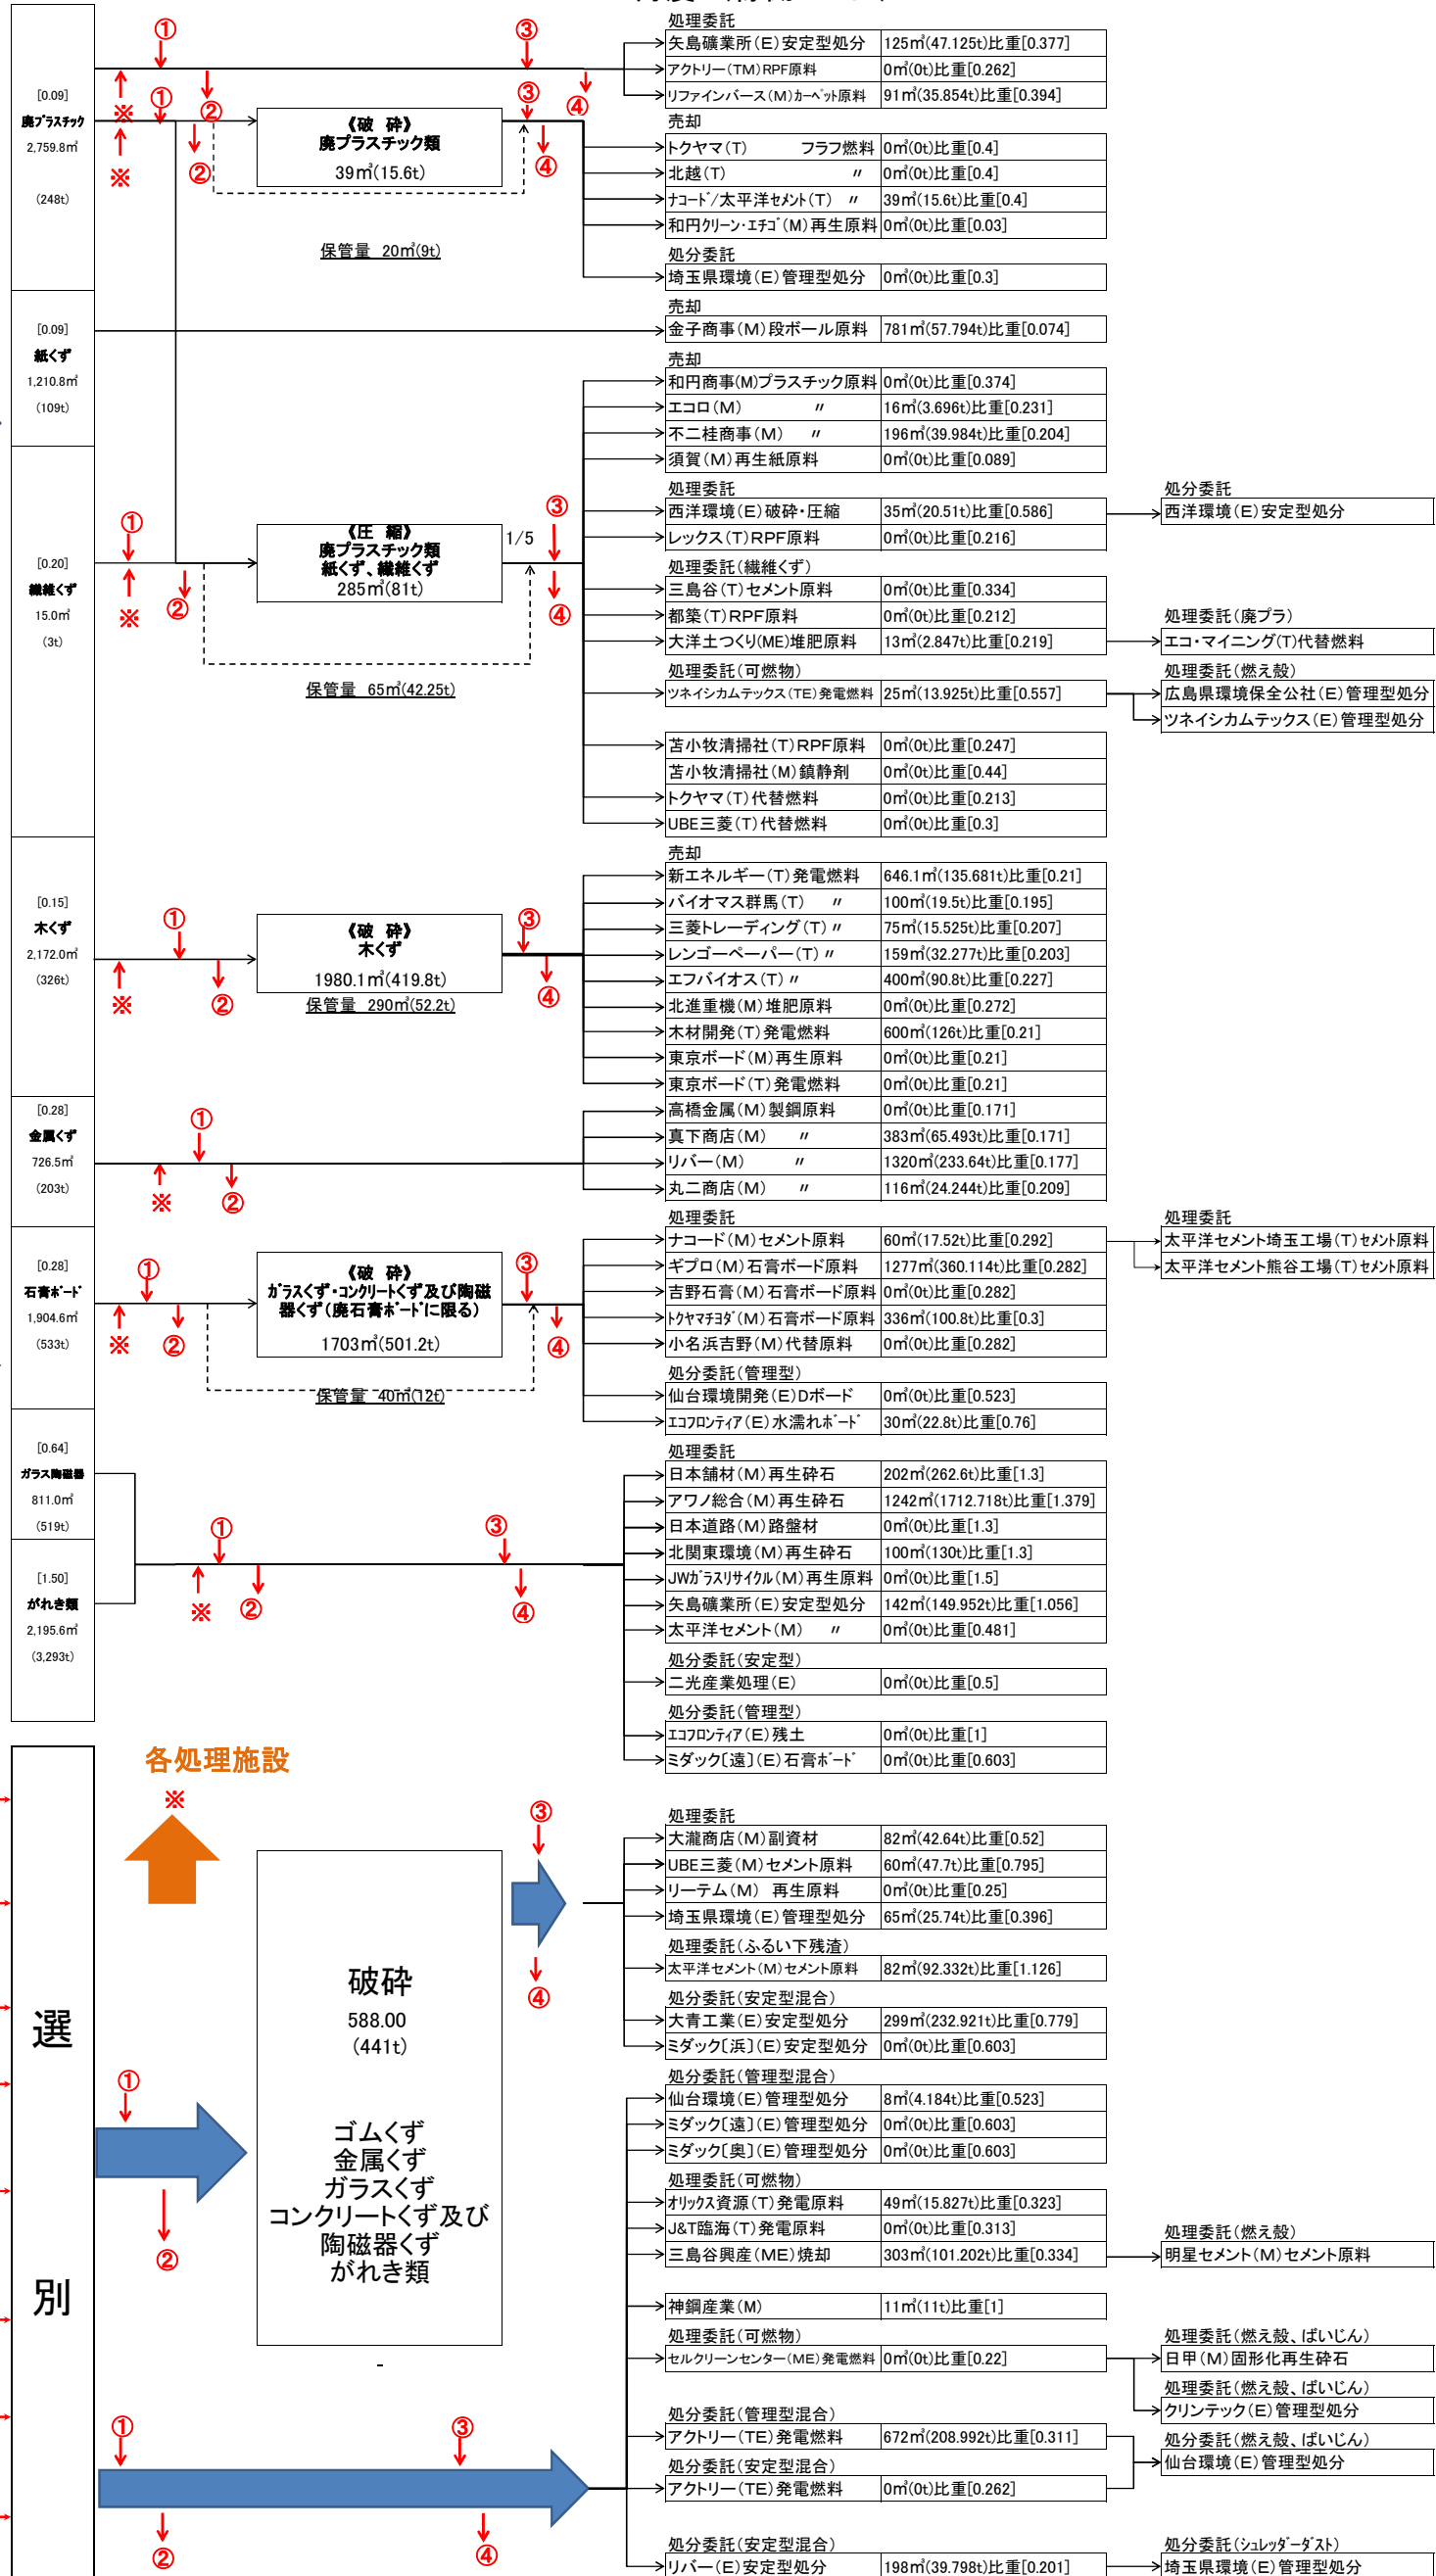 処理委託
矢島礦業所(E)安定型処分 125㎥(47.125t)比重[0.377]
アクトリー(TM)RPF原料 0㎥(0t)比重[0.262]
リファインバース(M)カーペット原料 91㎥(35.854t)比重[0.394]
[0.09]
廃プラスチック
2,759.8㎥
(248t)
① ③ ※ ① ② ③ ④
※ ② ④
《破 砕》
廃プラスチック類
39㎥(15.6t)
保管量 20㎥(9t)
売却
トクヤマ(T) フラフ燃料 0㎥(0t)比重[0.4]
北越(T) 〃 0㎥(0t)比重[0.4]
ナコード/太平洋セメント(T) 〃 39㎥(15.6t)比重[0.4]
和円クリーン・エチゴ(M)再生原料 0㎥(0t)比重[0.03]
処分委託
埼玉県環境(E)管理型処分 0㎥(0t)比重[0.3]
[0.09]
紙くず
1,210.8㎥
(109t)
売却
金子商事(M)段ボール原料 781㎥(57.794t)比重[0.074]
売却
和円商事(M)プラスチック原料 0㎥(0t)比重[0.374]
エコロ(M) 〃 16㎥(3.696t)比重[0.231]
不二桂商事(M) 〃 196㎥(39.984t)比重[0.204]
須賀(M)再生紙原料 0㎥(0t)比重[0.089]
[0.20]
繊維くず
15.0㎥
(3t)
① ※ ② ③ ④
《圧 縮》
廃プラスチック類
紙くず、繊維くず
285㎥(81t)
1/5
保管量 65㎥(42.25t)
処理委託
西洋環境(E)破砕・圧縮 35㎥(20.51t)比重[0.586]
レックス(T)RPF原料 0㎥(0t)比重[0.216]
処分委託
西洋環境(E)安定型処分
処理委託(繊維くず)
三島谷(T)セメント原料 0㎥(0t)比重[0.334]
都築(T)RPF原料 0㎥(0t)比重[0.212]
大洋土つくり(ME)堆肥原料 13㎥(2.847t)比重[0.219]
処理委託(廃プラ)
エコ・マイニング(T)代替燃料
処理委託(可燃物)
ツネイシカムテックス(TE)発電燃料 25㎥(13.925t)比重[0.557]
処理委託(燃え殻)
広島県環境保全公社(E)管理型処分
ツネイシカムテックス(E)管理型処分
苫小牧清掃社(T)RPF原料 0㎥(0t)比重[0.247]
苫小牧清掃社(M)鎮静剤 0㎥(0t)比重[0.44]
トクヤマ(T)代替燃料 0㎥(0t)比重[0.213]
UBE三菱(T)代替燃料 0㎥(0t)比重[0.3]
[0.15]
木くず
2,172.0㎥
(326t)
① ※ ② ③ ④
《破 砕》
木くず
1980.1㎥(419.8t)
保管量 290㎥(52.2t)
売却
新エネルギー(T)発電燃料 646.1㎥(135.681t)比重[0.21]
バイオマス群馬(T) 〃 100㎥(19.5t)比重[0.195]
三菱トレーディング(T)〃 75㎥(15.525t)比重[0.207]
レンゴーペーパー(T)〃 159㎥(32.277t)比重[0.203]
エフバイオス(T)〃 400㎥(90.8t)比重[0.227]
北進重機(M)堆肥原料 0㎥(0t)比重[0.272]
木材開発(T)発電燃料 600㎥(126t)比重[0.21]
東京ボード(M)再生原料 0㎥(0t)比重[0.21]
東京ボード(T)発電燃料 0㎥(0t)比重[0.21]
[0.28]
金属くず
726.5㎥
(203t)
① ※ ②
高橋金属(M)製鋼原料 0㎥(0t)比重[0.171]
真下商店(M) 〃 383㎥(65.493t)比重[0.171]
リバー(M) 〃 1320㎥(233.64t)比重[0.177]
丸二商店(M) 〃 116㎥(24.244t)比重[0.209]
[0.28]
石膏ボード
1,904.6㎥
(533t)
① ※ ② ③ ④
《破 砕》
ガラスくず・コンクリートくず及び陶磁
器くず(廃石膏ボードに限る)
1703㎥(501.2t)
保管量 40㎥(12t)
処理委託
ナコード(M)セメント原料 60㎥(17.52t)比重[0.292]
ギプロ(M)石膏ボード原料 1277㎥(360.114t)比重[0.282]
吉野石膏(M)石膏ボード原料 0㎥(0t)比重[0.282]
トクヤマチヨダ(M)石膏ボード原料 336㎥(100.8t)比重[0.3]
小名浜吉野(M)代替原料 0㎥(0t)比重[0.282]
処理委託
太平洋セメント埼玉工場(T)セメント原料
太平洋セメント熊谷工場(T)セメント原料
処分委託(管理型)
仙台環境開発(E)Dボード 0㎥(0t)比重[0.523]
エコフロンティア(E)水濡れボード 30㎥(22.8t)比重[0.76]
[0.64]
ガラス陶磁器
811.0㎥
(519t)
[1.50]
がれき類
2,195.6㎥
(3,293t)
① ※ ② ③ ④
処理委託
日本舗材(M)再生砕石 202㎥(262.6t)比重[1.3]
アワノ総合(M)再生砕石 1242㎥(1712.718t)比重[1.379]
日本道路(M)路盤材 0㎥(0t)比重[1.3]
北関東環境(M)再生砕石 100㎥(130t)比重[1.3]
JWガラスリサイクル(M)再生原料 0㎥(0t)比重[1.5]
矢島礦業所(E)安定型処分 142㎥(149.952t)比重[1.056]
太平洋セメント(M) 〃 0㎥(0t)比重[0.481]
処分委託(安定型)
二光産業処理(E) 0㎥(0t)比重[0.5]
処分委託(管理型)
エコフロンティア(E)残土 0㎥(0t)比重[1]
ミダック〔遠〕(E)石膏ボード 0㎥(0t)比重[0.603]
各処理施設
※
選
別
① ② ③ ④
破砕
588.00
(441t)
ゴムくず
金属くず
ガラスくず
コンクリートくず及び
陶磁器くず
がれき類
-
処理委託
大瀧商店(M)副資材 82㎥(42.64t)比重[0.52]
UBE三菱(M)セメント原料 60㎥(47.7t)比重[0.795]
リーテム(M) 再生原料 0㎥(0t)比重[0.25]
埼玉県環境(E)管理型処分 65㎥(25.74t)比重[0.396]
処理委託(ふるい下残渣)
太平洋セメント(M)セメント原料 82㎥(92.332t)比重[1.126]
処分委託(安定型混合)
大青工業(E)安定型処分 299㎥(232.921t)比重[0.779]
ミダック〔浜〕(E)安定型処分 0㎥(0t)比重[0.603]
処分委託(管理型混合)
仙台環境(E)管理型処分 8㎥(4.184t)比重[0.523]
ミダック〔遠〕(E)管理型処分 0㎥(0t)比重[0.603]
ミダック〔奥〕(E)管理型処分 0㎥(0t)比重[0.603]
処理委託(可燃物)
オリックス資源(T)発電原料 49㎥(15.827t)比重[0.323]
J&T臨海(T)発電原料 0㎥(0t)比重[0.313]
三島谷興産(ME)焼却 303㎥(101.202t)比重[0.334]
処理委託(燃え殻)
明星セメント(M)セメント原料
神鋼産業(M) 11㎥(11t)比重[1]
処理委託(可燃物)
セルクリーンセンター(ME)発電燃料 0㎥(0t)比重[0.22]
処理委託(燃え殻、ばいじん)
日甲(M)固形化再生砕石
処理委託(燃え殻、ばいじん)
クリンテック(E)管理型処分
① ② ③ ④
処分委託(管理型混合)
アクトリー(TE)発電燃料 672㎥(208.992t)比重[0.311]
処分委託(安定型混合)
アクトリー(TE)発電燃料 0㎥(0t)比重[0.262]
処分委託(燃え殻、ばいじん)
仙台環境(E)管理型処分
処分委託(安定型混合)
リバー(E)安定型処分 198㎥(39.798t)比重[0.201]
処分委託(シュレッダーダスト)
埼玉県環境(E)管理型処分